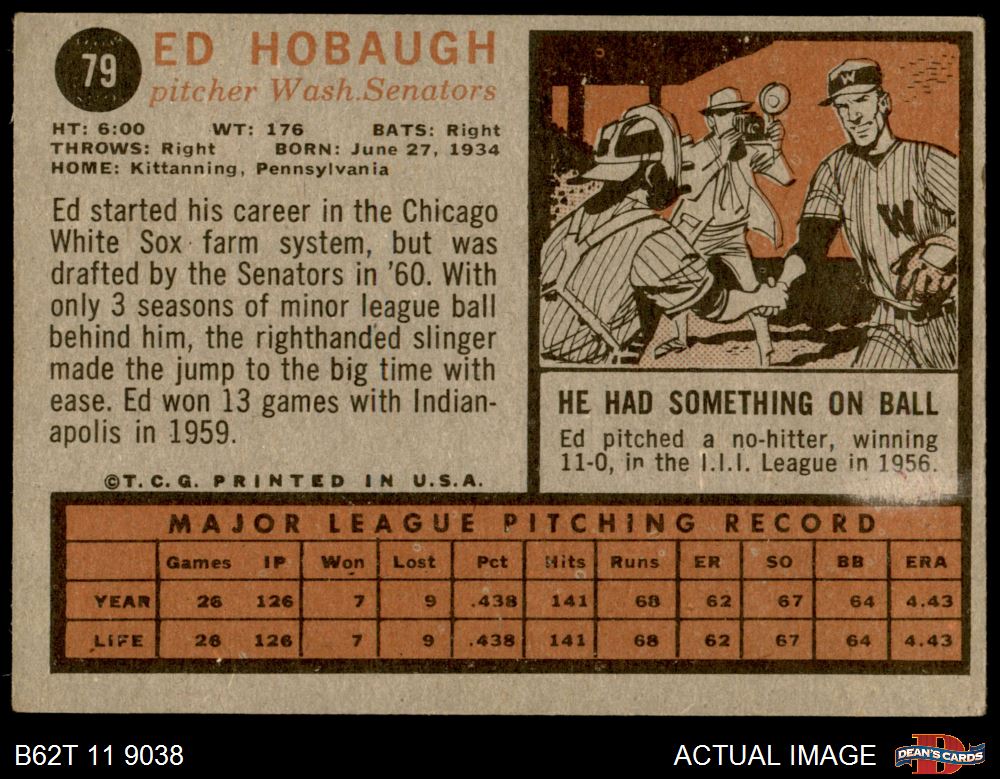 79
ED HOBAUGH
pitcher Wash. Senators
HT: 6:00 WT: 176 BATS: Right
THROWS: Right BORN: June 27, 1934
HOME: Kittanning, Pennsylvania
Ed started his career in the Chicago
White Sox farm system, but was
drafted by the Senators in '60. With
only 3 seasons of minor league ball
behind him, the righthanded slinger
made the jump to the big time with
ease. Ed won 13 games with Indian-
apolis in 1959.
©T.C.G. PRINTED IN U.S.A.
W
W
HE HAD SOMETHING ON BALL
Ed pitched a no-hitter, winning
11-0, in the I.I.I. League in 1956.
MAJOR LEAGUE PITCHING RECORD
Games IP Won Lost Pct Hits Runs ER SO BB ERA
YEAR 26 126 7 9 .438 141 68 62 67 64 4.43
LIFE 26 126 7 9 .438 141 68 62 67 64 4.43
B62T 11 9038
ACTUAL IMAGE
D
DEAN'S CARDS